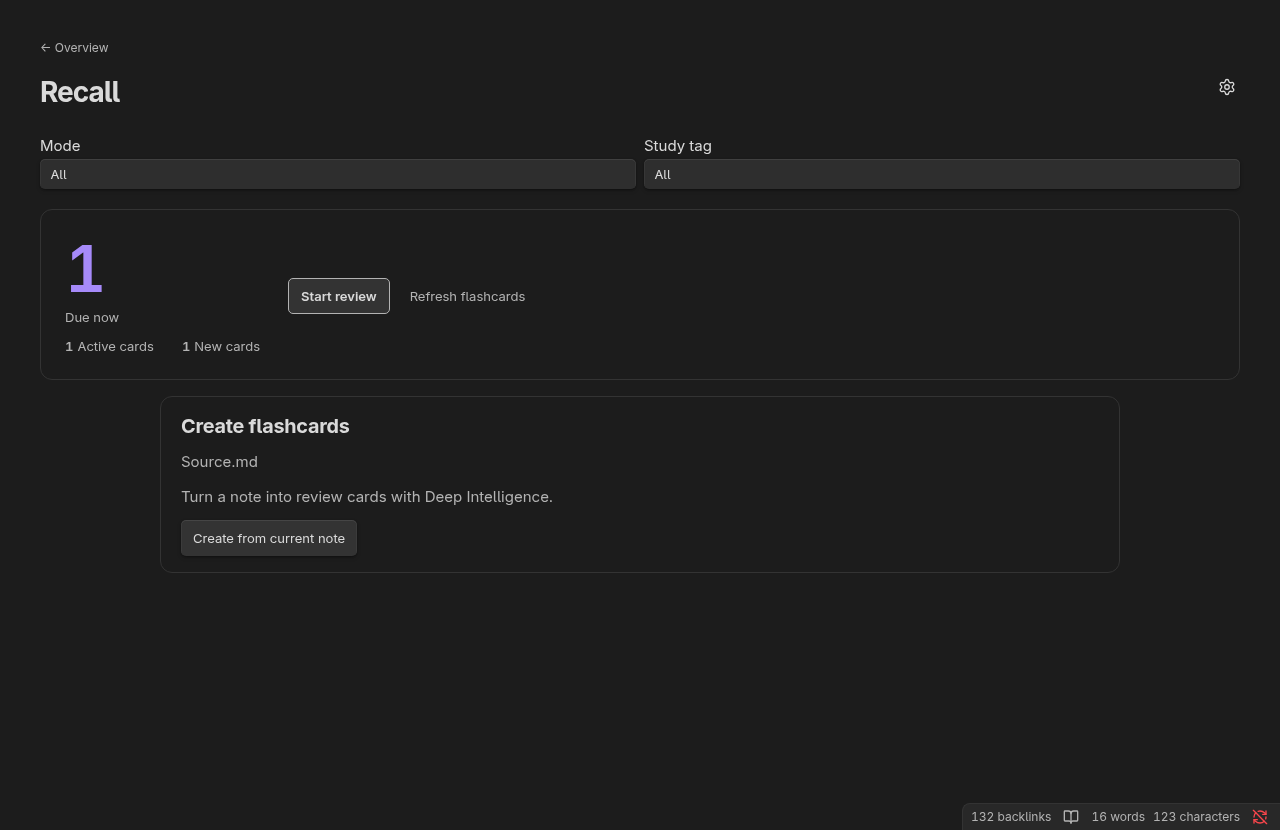 ← Overview
Recall
Mode
Study tag
All
All
1
Due now
1 Active cards
1 New cards
Start review
Refresh flashcards
Create flashcards
Source.md
Turn a note into review cards with Deep Intelligence.
Create from current note
132 backlinks 16 words 123 characters